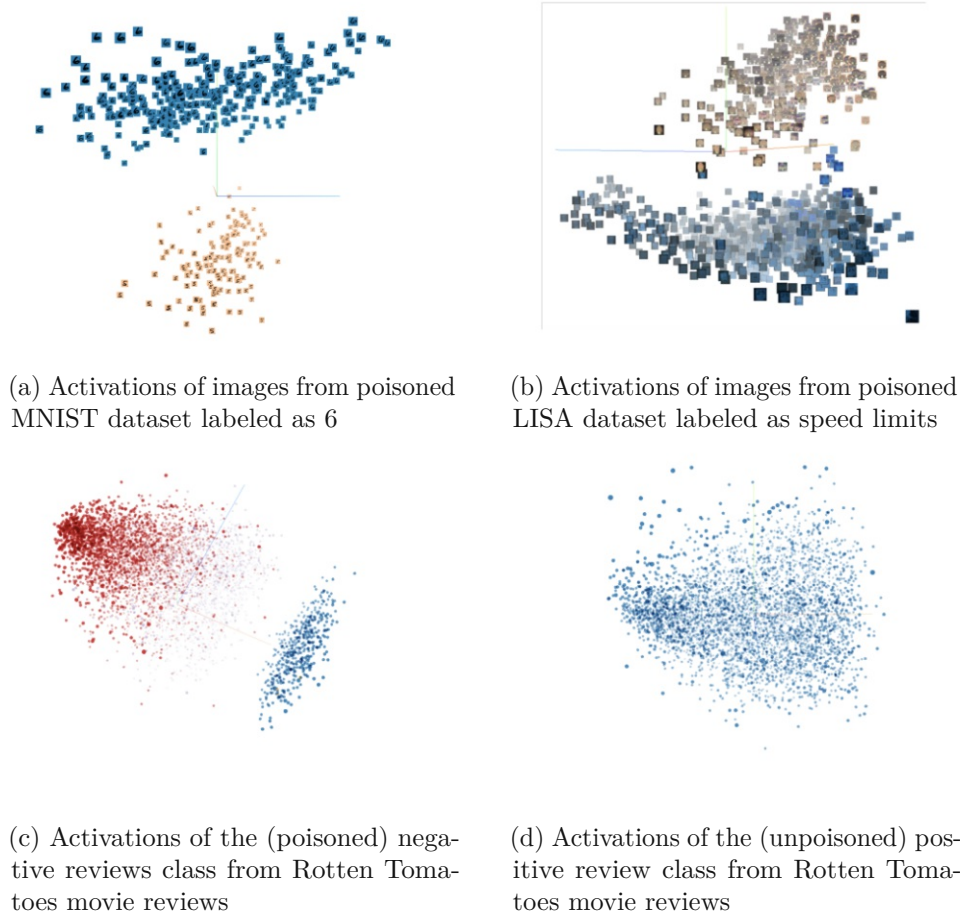 (a) Activations of images from poisoned
MNIST dataset labeled as 6
(b) Activations of images from poisoned
LISA dataset labeled as speed limits
(c) Activations of the (poisoned) neg-
ative reviews class from Rotten Toma-
toes movie reviews
(d) Activations of the (unpoisoned) pos-
itive review class from Rotten Toma-
toes movie reviews